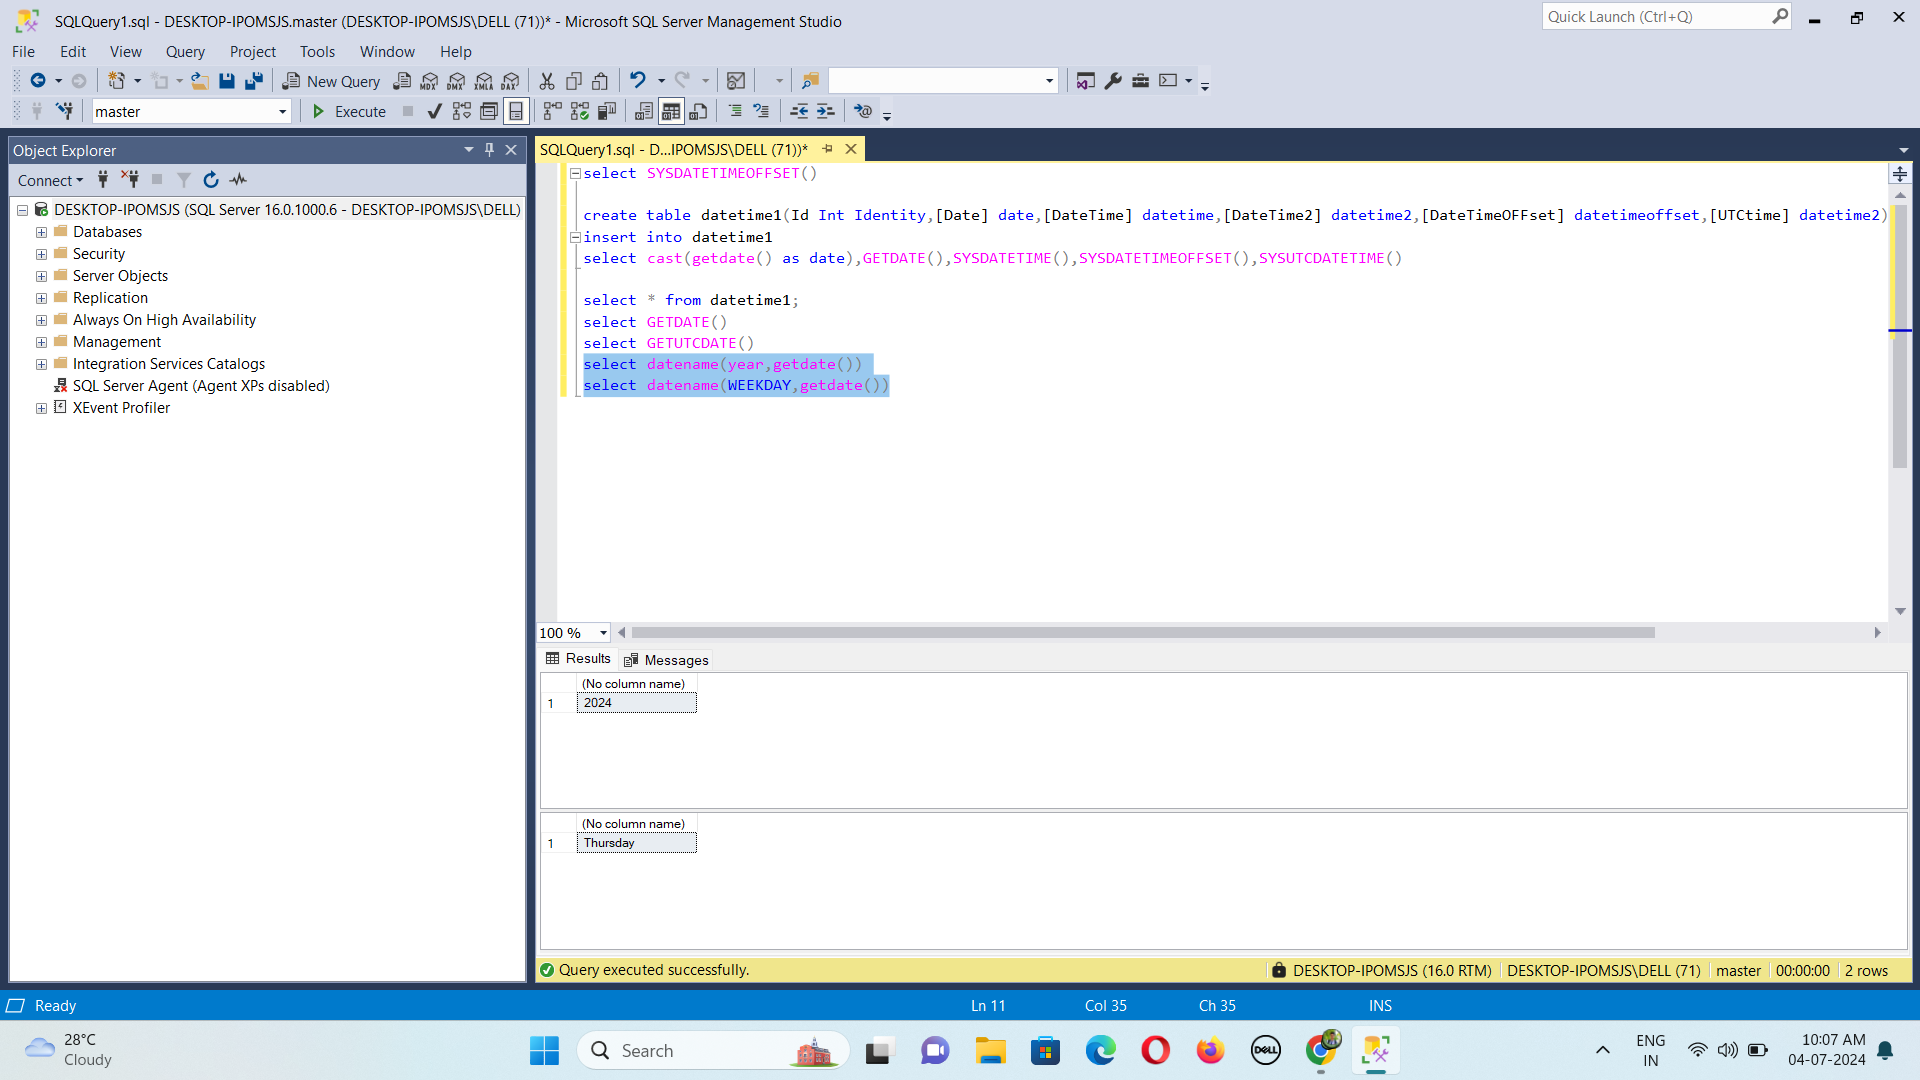 SQLQuery1.sql - DESKTOP-IPOMSJS.master (DESKTOP-IPOMSJS\DELL (71))* - Microsoft SQL Server Management Studio
Quick Launch (Ctrl+Q)
File Edit View Query Project Tools Window Help
New Query MDX DMX XMLA DAX
master Execute
Object Explorer
SQLQuery1.sql - D...IPOMSJS\DELL (71))*
Connect
DESKTOP-IPOMSJS (SQL Server 16.0.1000.6 - DESKTOP-IPOMSJS\DELL)
Databases
Security
Server Objects
Replication
Always On High Availability
Management
Integration Services Catalogs
SQL Server Agent (Agent XPs disabled)
XEvent Profiler
select SYSDATETIMEOFFSET()
create table datetime1(Id Int Identity,[Date] date,[DateTime] datetime,[DateTime2] datetime2,[DateTimeOFFset] datetimeoffset,[UTCtime] datetime2)
insert into datetime1
select cast(getdate() as date),GETDATE(),SYSDATETIME(),SYSDATETIMEOFFSET(),SYSUTCDATETIME()
select * from datetime1;
select GETDATE()
select GETUTCDATE()
select datename(year,getdate())
select datename(WEEKDAY,getdate())
100 %
Results Messages
(No column name)
1 2024
(No column name)
1 Thursday
Query executed successfully. DESKTOP-IPOMSJS (16.0 RTM) DESKTOP-IPOMSJS\DELL (71) master 00:00:00 2 rows
Ready Ln 11 Col 35 Ch 35 INS
28°C
Cloudy
Search
DELL
ENG
IN
10:07 AM
04-07-2024